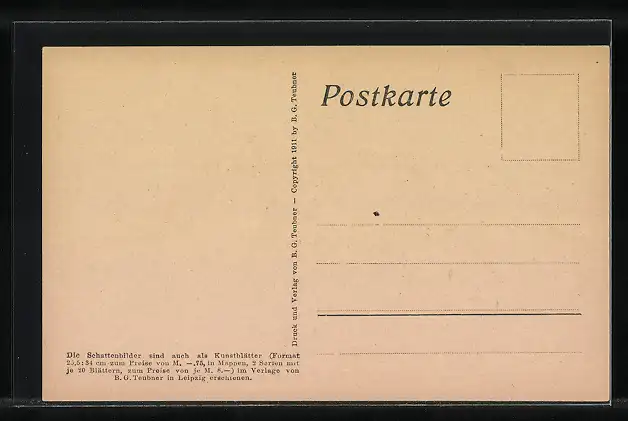 Postkarte
Druck und Verlag von B. G. Teubner — Copyright 1911 by B. G. Teubner
Die Schattenbilder sind auch als Kunstblätter (Format
25,5:34 cm zum Preise von M. —.75, in Mappen, 2 Serien mit
je 20 Blättern, zum Preise von je M. 8.—) im Verlage von
B. G. Teubner in Leipzig erschienen.